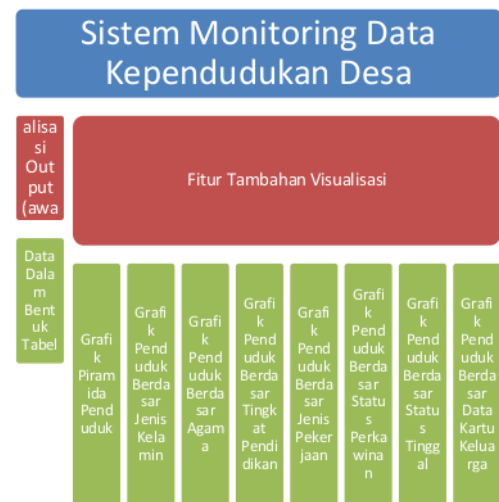 Sistem Monitoring Data
Kependudukan Desa
alisa
si
Out
put
(awa
Fitur Tambahan Visualisasi
Data
Dala
m
Bent
uk
Tabel
Grafi
k
Piram
ida
Pend
uduk
Grafi
k
Pend
uduk
Berda
sar
Jenis
Kela
min
Grafi
k
Pend
uduk
Berda
sar
Agam
a
Grafi
k
Pend
uduk
Berda
sar
Tingk
at
Pendi
dikan
Grafi
k
Pend
uduk
Berda
sar
Jenis
Peker
jaan
Grafi
k
Pend
uduk
Berda
sar
Statu
s
Perka
wina
n
Grafi
k
Pend
uduk
Berda
sar
Statu
s
Tingg
al
Grafi
k
Pend
uduk
Berda
sar
Data
Kartu
Kelua
rga